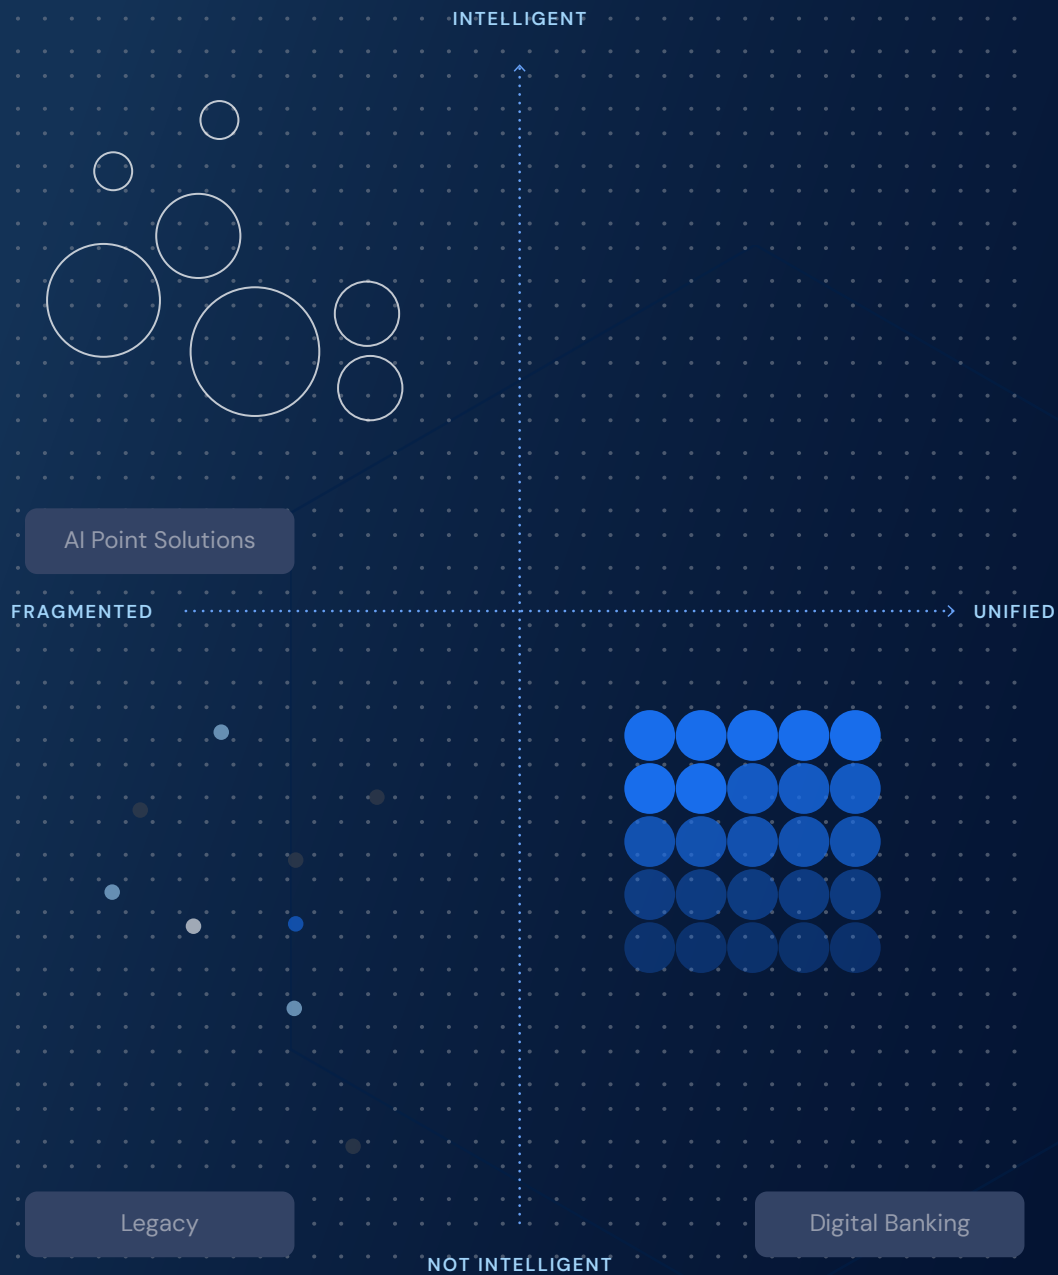 INTELLIGENT
AI Point Solutions
FRAGMENTED
UNIFIED
Legacy
Digital Banking
NOT INTELLIGENT